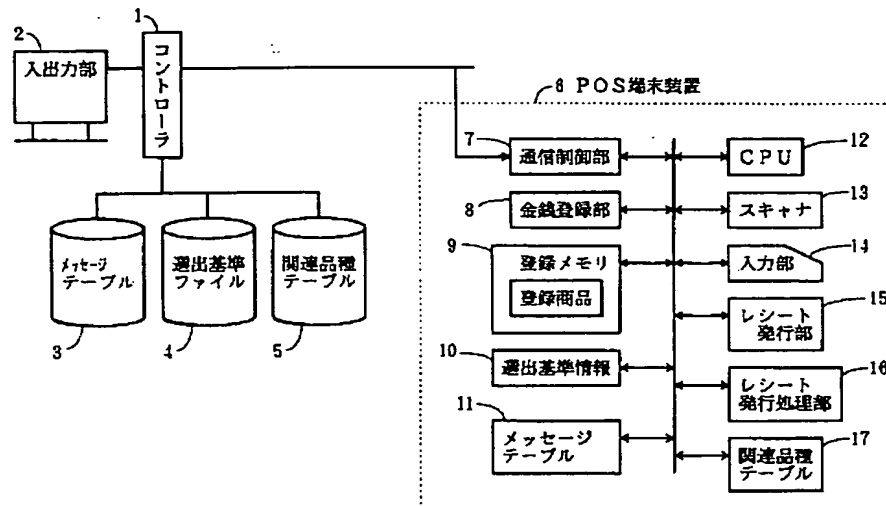 1
2
入出力部
コントローラ
6 POS端末装置
7
通信制御部
CPU
12
8
金銭登録部
スキャナ
13
9
登録メモリ
登録商品
入力部
14
レシート
発行部
15
10
選出基準情報
レシート
発行処理部
16
11
メッセージ
テーブル
関連品種
テーブル
17
メッセージ
テーブル
3
選出基準
ファイル
4
関連品種
テーブル
5